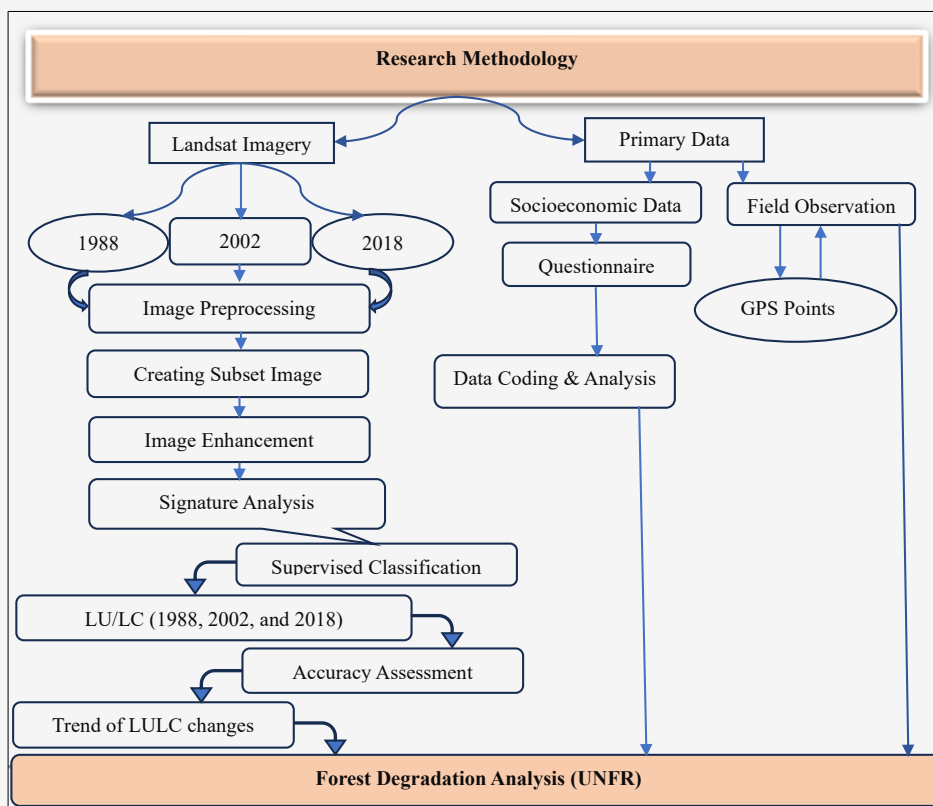 Research Methodology
Landsat Imagery
Primary Data
Socioeconomic Data
Field Observation
1988
2002
2018
Questionnaire
GPS Points
Image Preprocessing
Creating Subset Image
Data Coding & Analysis
Image Enhancement
Signature Analysis
Supervised Classification
LU/LC (1988, 2002, and 2018)
Accuracy Assessment
Trend of LULC changes
Forest Degradation Analysis (UNFR)